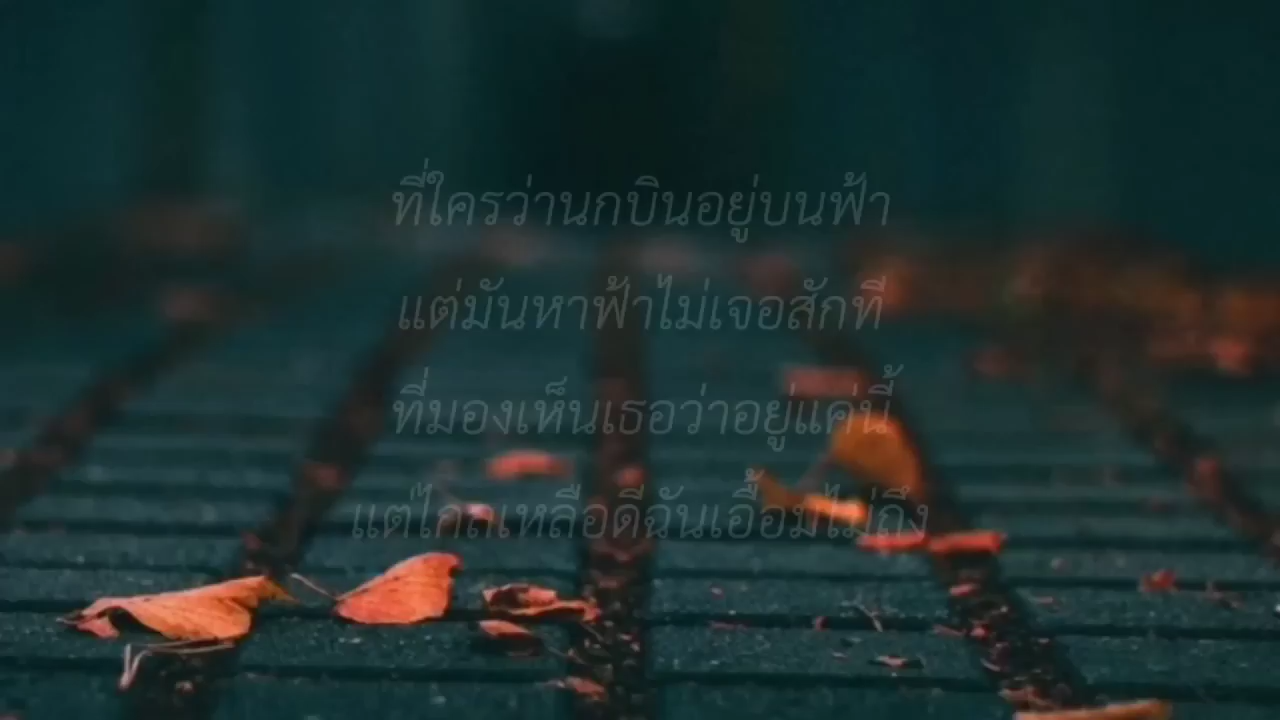 ที่ใครว่านกบินอยู่บนฟ้า
แต่มันหาฟ้าไม่เจอสักที
ที่มองเห็นเธอว่าอยู่แค่นี้
แต่ไกลเหลือดีฉันเอื้อมไม่ถึง